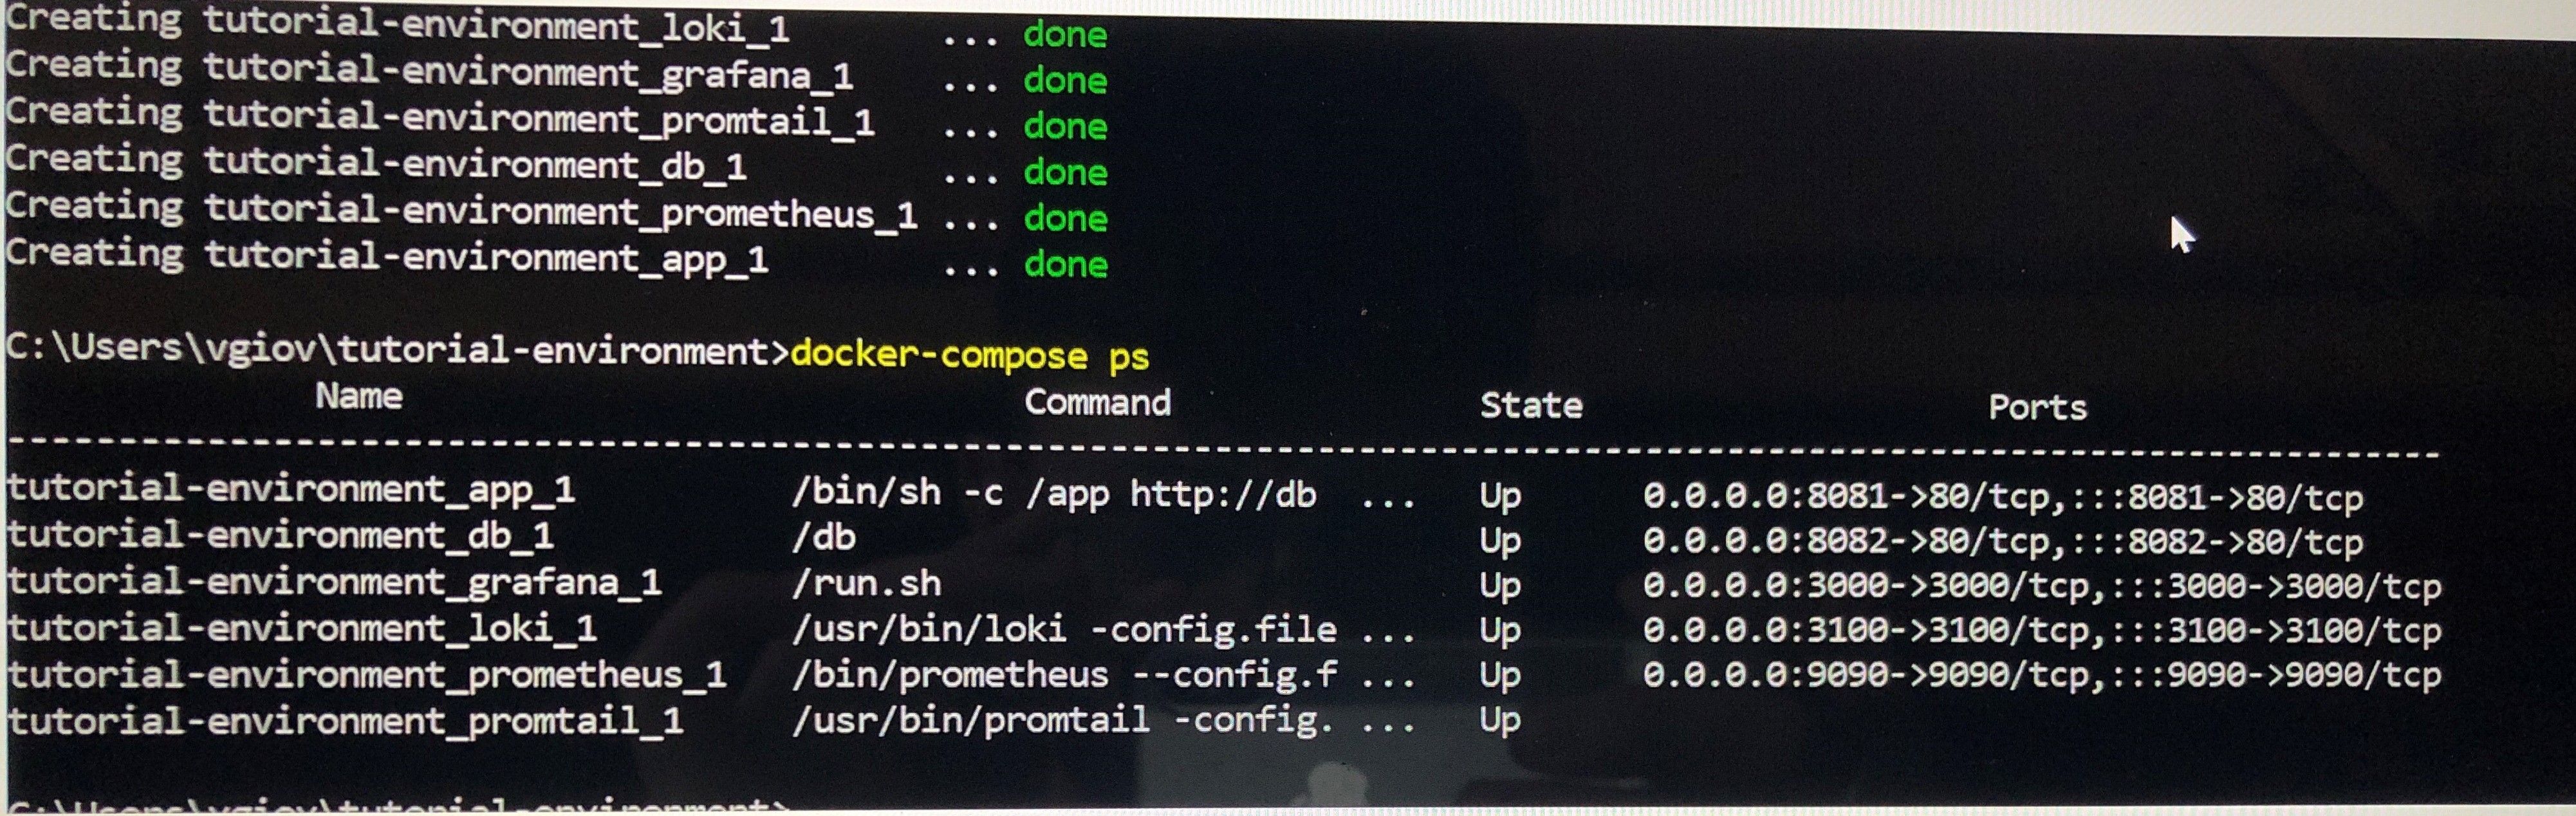 Creating tutorial-environment_loki_1 ... done
Creating tutorial-environment_grafana_1 ... done
Creating tutorial-environment_promtail_1 ... done
Creating tutorial-environment_db_1 ... done
Creating tutorial-environment_prometheus_1 ... done
Creating tutorial-environment_app_1 ... done
C:\Users\vgiov\tutorial-environment>docker-compose ps
Name Command State Ports
--------------------------------------------------------------------------------------------------------------------
tutorial-environment_app_1 /bin/sh -c /app http://db ... Up 0.0.0.0:8081->80/tcp,:::8081->80/tcp
tutorial-environment_db_1 /db Up 0.0.0.0:8082->80/tcp,:::8082->80/tcp
tutorial-environment_grafana_1 /run.sh Up 0.0.0.0:3000->3000/tcp,:::3000->3000/tcp
tutorial-environment_loki_1 /usr/bin/loki -config.file ... Up 0.0.0.0:3100->3100/tcp,:::3100->3100/tcp
tutorial-environment_prometheus_1 /bin/prometheus --config.f ... Up 0.0.0.0:9090->9090/tcp,:::9090->9090/tcp
tutorial-environment_promtail_1 /usr/bin/promtail -config. ... Up
C:\Users\vgiov\tutorial-environment>